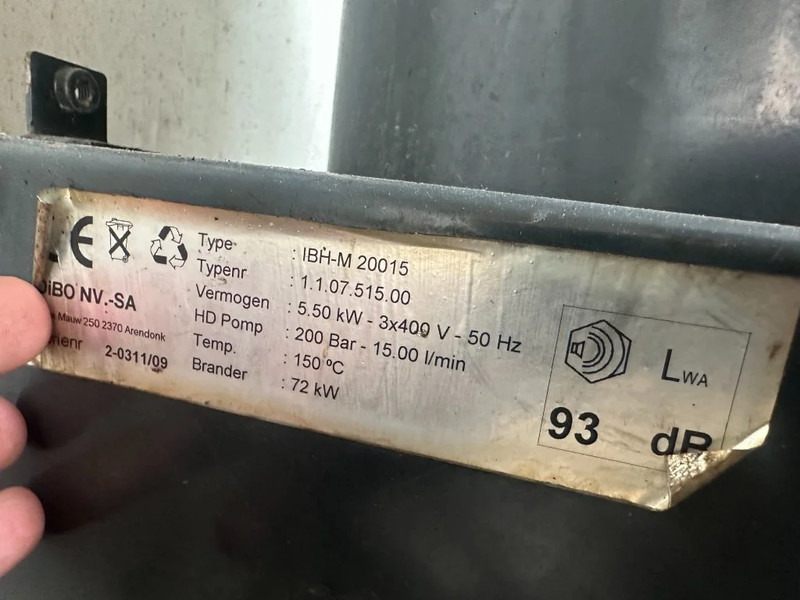 CE
DiBO NV.-SA
Mauw 250 2370 Arendonk
2-0311/09
Type : IBH-M 20015
Typenr : 1.1.07.515.00
Vermogen : 5.50 kW - 3x400 V - 50 Hz
HD Pomp : 200 Bar - 15.00 l/min
Temp. : 150 ºC
Brander : 72 kW
LWA
93 dB